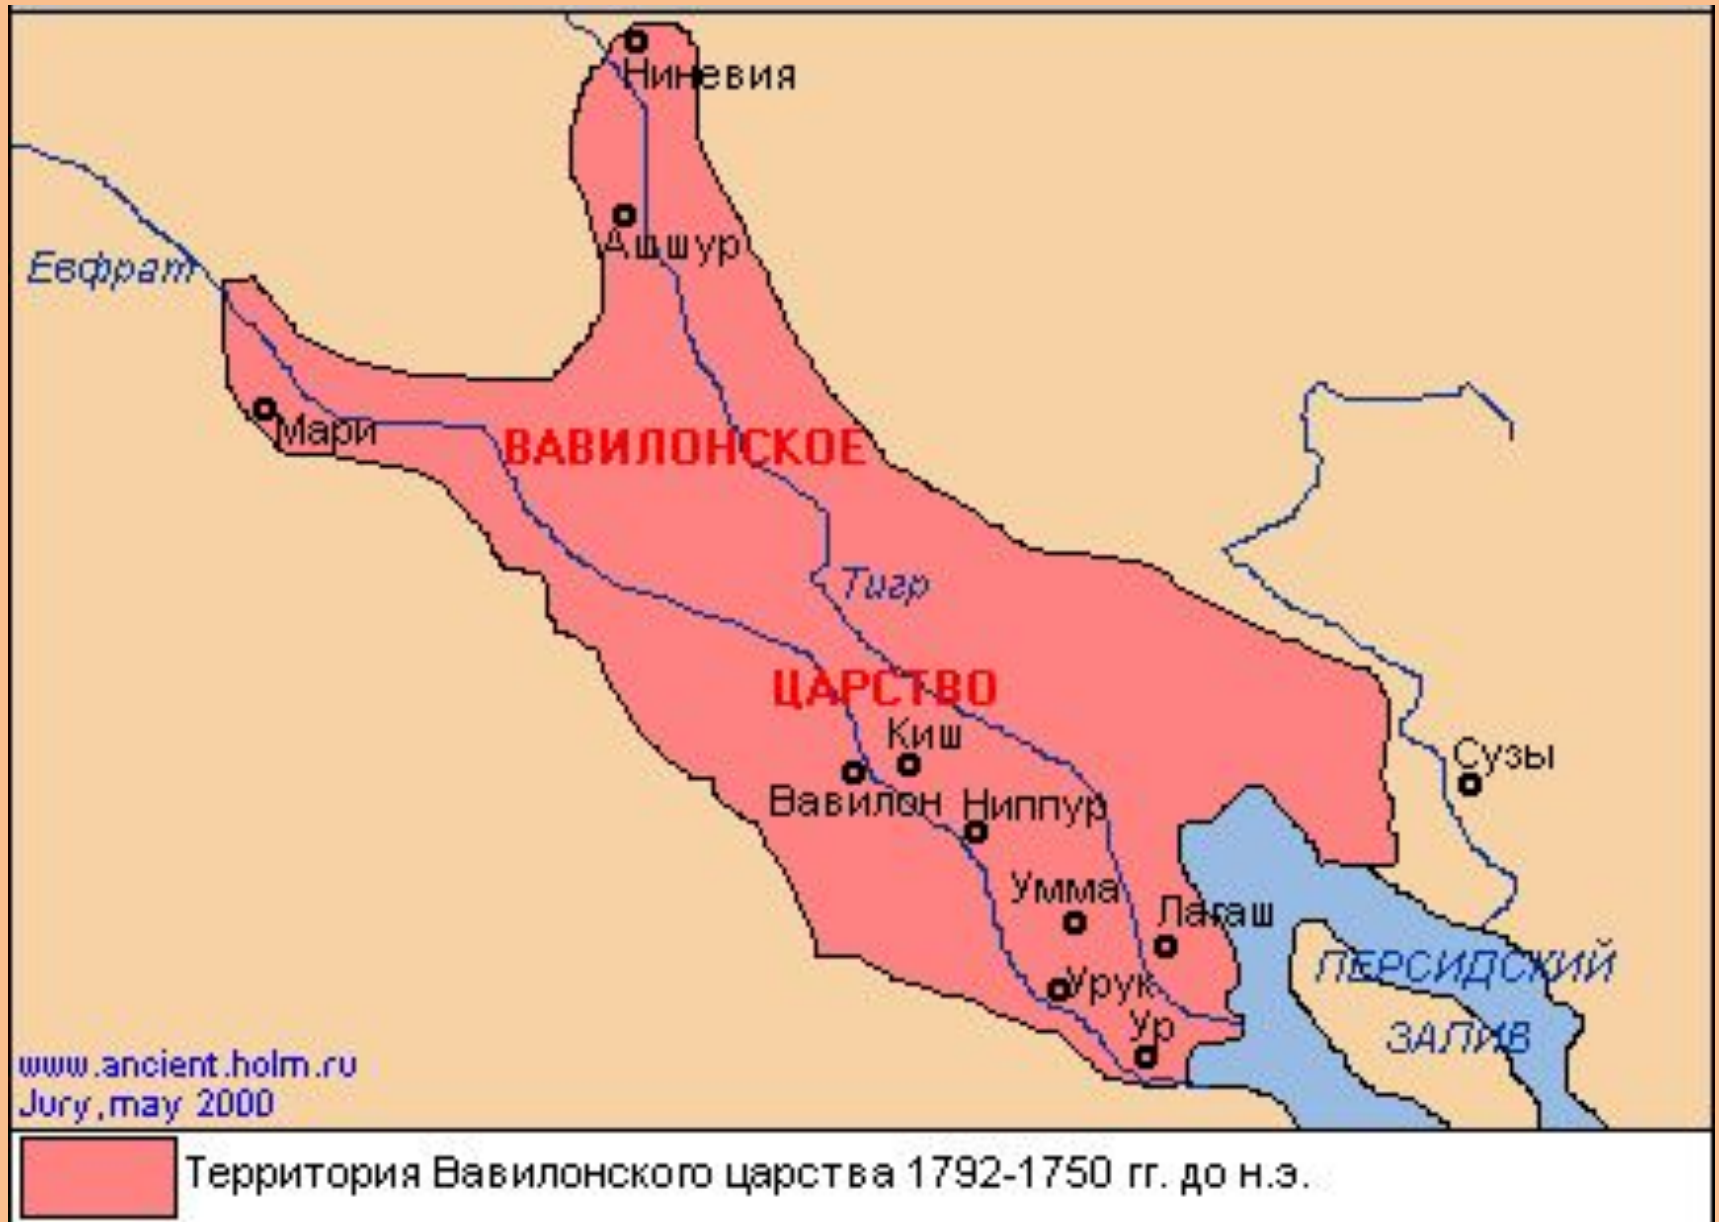 Ниневия
Ашшур
Евфрат
Мари
ВАВИЛОНСКОЕ
Тигр
ЦАРСТВО
Киш
Сузы
Вавилон
Ниппур
Умма
Лагаш
Урук
ПЕРСИДСКИЙ
ЗАЛИВ
Ур
www.ancient.holm.ru
Jury,may 2000
Территория Вавилонского царства 1792-1750 гг. до н.э.